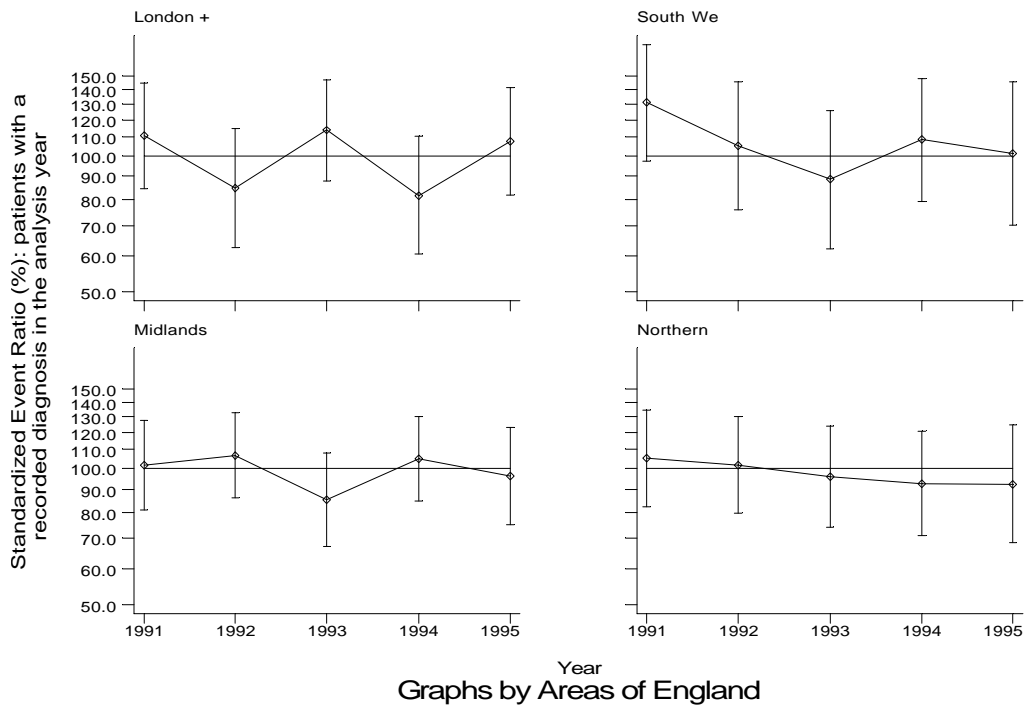 London +
South We
150.0
140.0
130.0
120.0
110.0
100.0
90.0
80.0
70.0
60.0
50.0
Midlands
Northern
150.0
140.0
130.0
120.0
110.0
100.0
90.0
80.0
70.0
60.0
50.0
1991 1992 1993 1994 1995
1991 1992 1993 1994 1995
Standardized Event Ratio (%): patients with a
recorded diagnosis in the analysis year
Year
Graphs by Areas of England